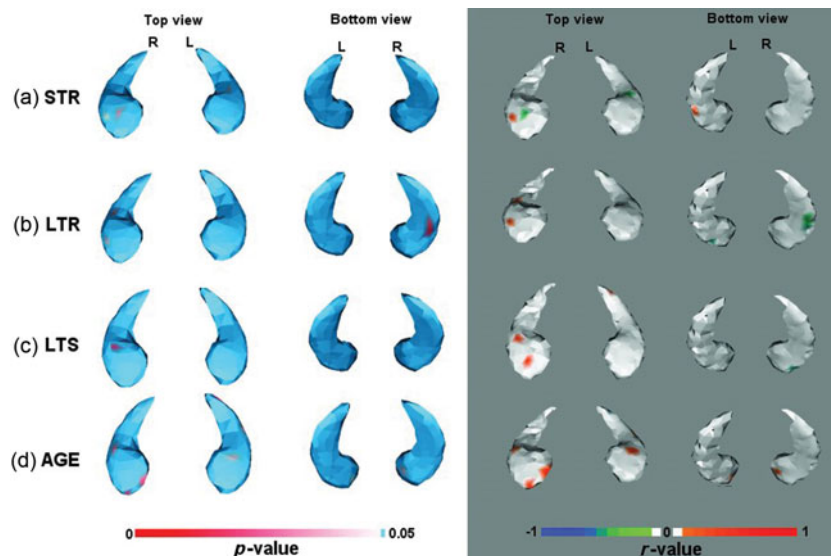 Top view
Bottom view
R L
L R
(a) STR
(b) LTR
(c) LTS
(d) AGE
0 0.05
p-value
Top view
Bottom view
R L
L R
-1 0 1
r-value